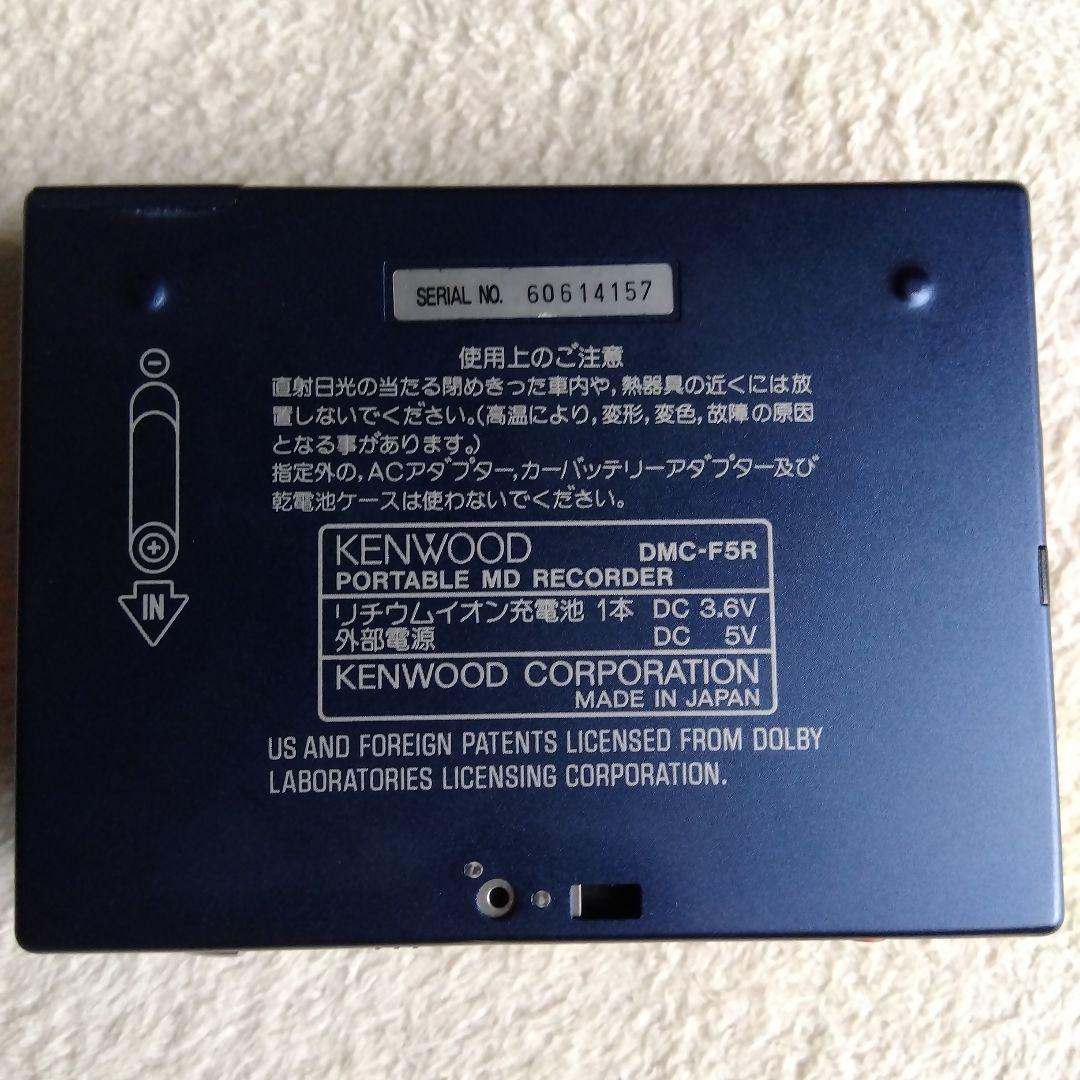 SERIAL NO. 60614157
使用上のご注意
直射日光の当たる閉めきった車内や,熱器具の近くには放
置しないでください。(高温により,変形,変色,故障の原因
となる事があります。)
指定外の,ACアダプター,カーバッテリーアダプター及び
乾電池ケースは使わないでください。
⊖
⊕
IN
KENWOOD DMC-F5R
PORTABLE MD RECORDER
リチウムイオン充電池 1本 DC 3.6V
外部電源 DC 5V
KENWOOD CORPORATION
MADE IN JAPAN
US AND FOREIGN PATENTS LICENSED FROM DOLBY
LABORATORIES LICENSING CORPORATION.